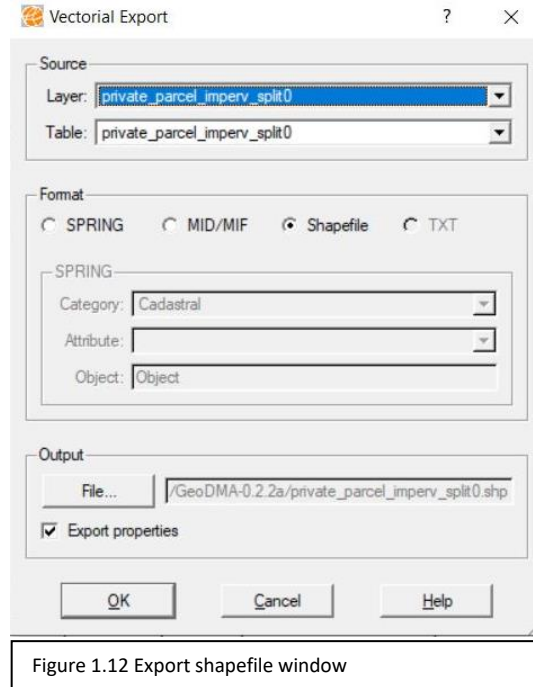 Vectorial Export ? ×
Source
Layer: private_parcel_imperv_split0
Table: private_parcel_imperv_split0
Format
SPRING MID/MIF Shapefile TXT
SPRING
Category: Cadastral
Attribute:
Object: Object
Output
File... /GeoDMA-0.2.2a/private_parcel_imperv_split0.shp
Export properties
OK Cancel Help
Figure 1.12 Export shapefile window